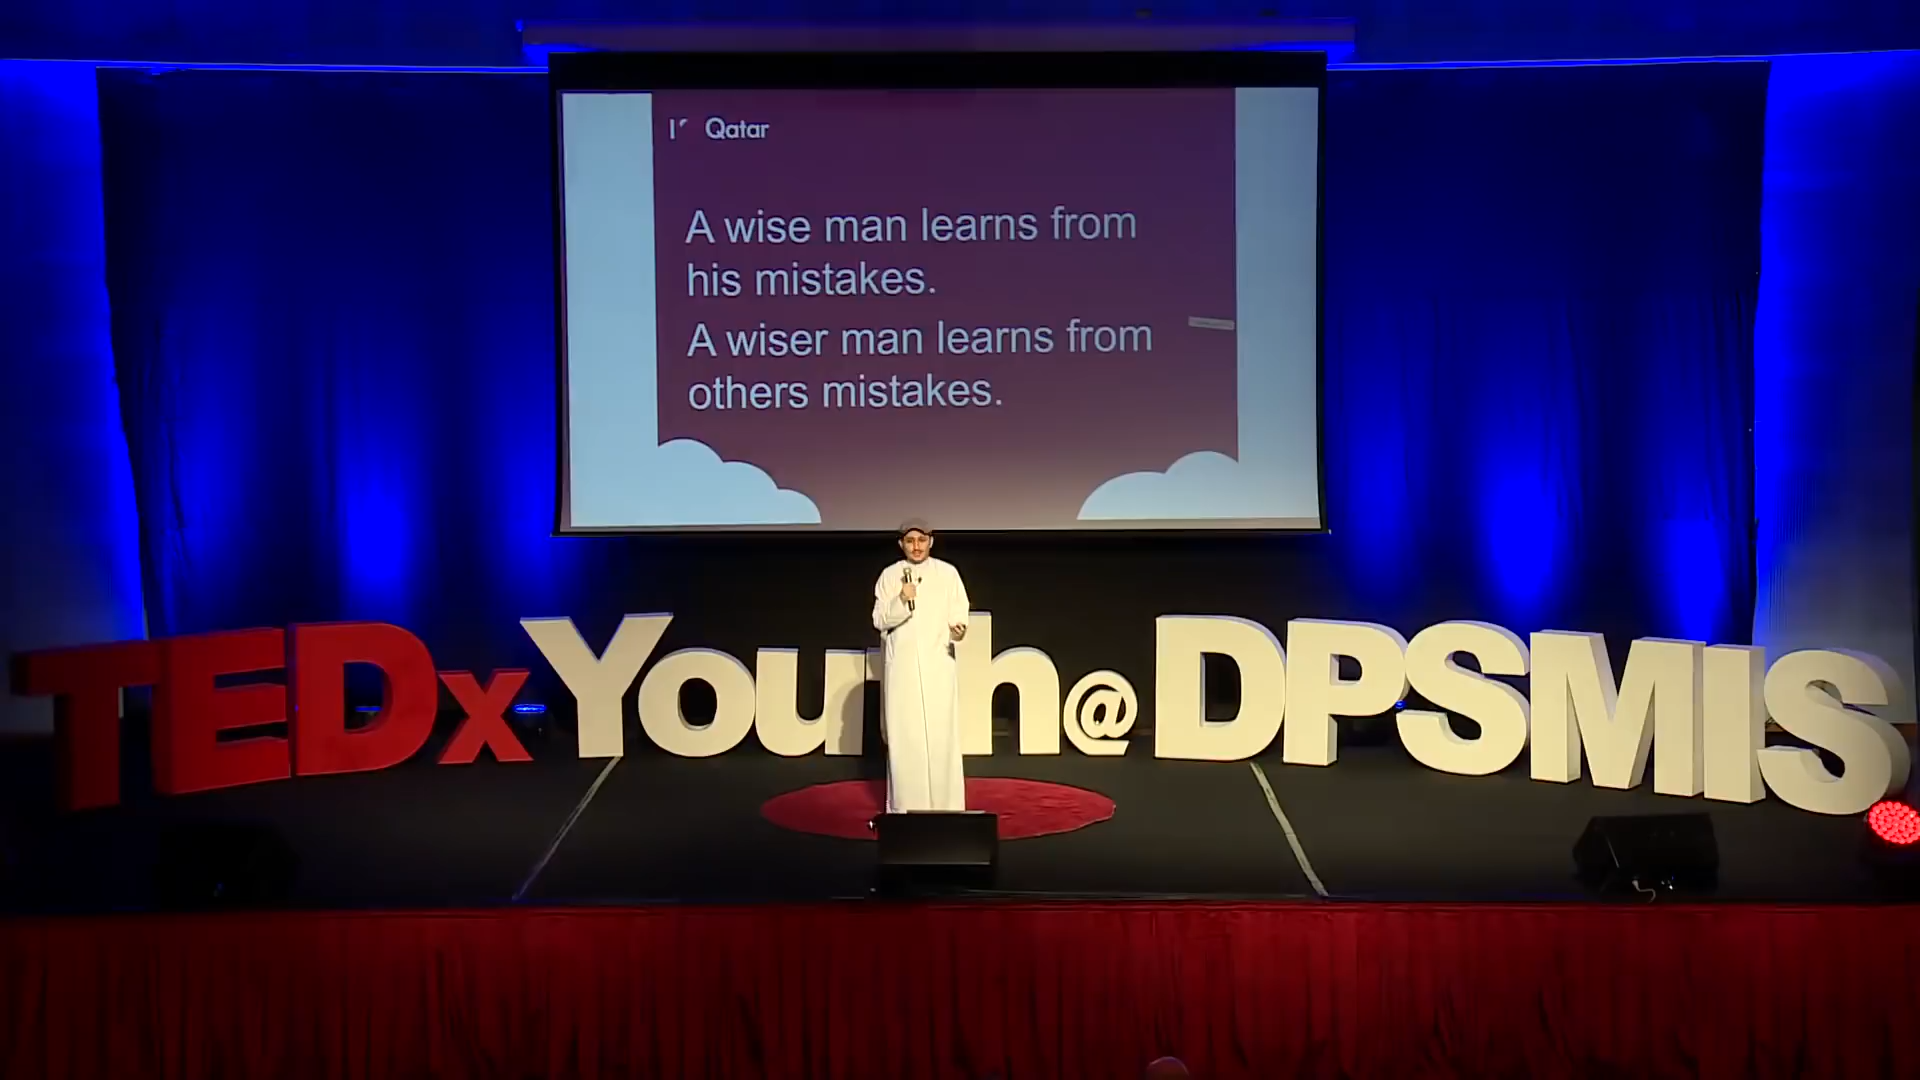 Qatar
A wise man learns from
his mistakes.
A wiser man learns from
others mistakes.
TEDxYouth@DPSMIS